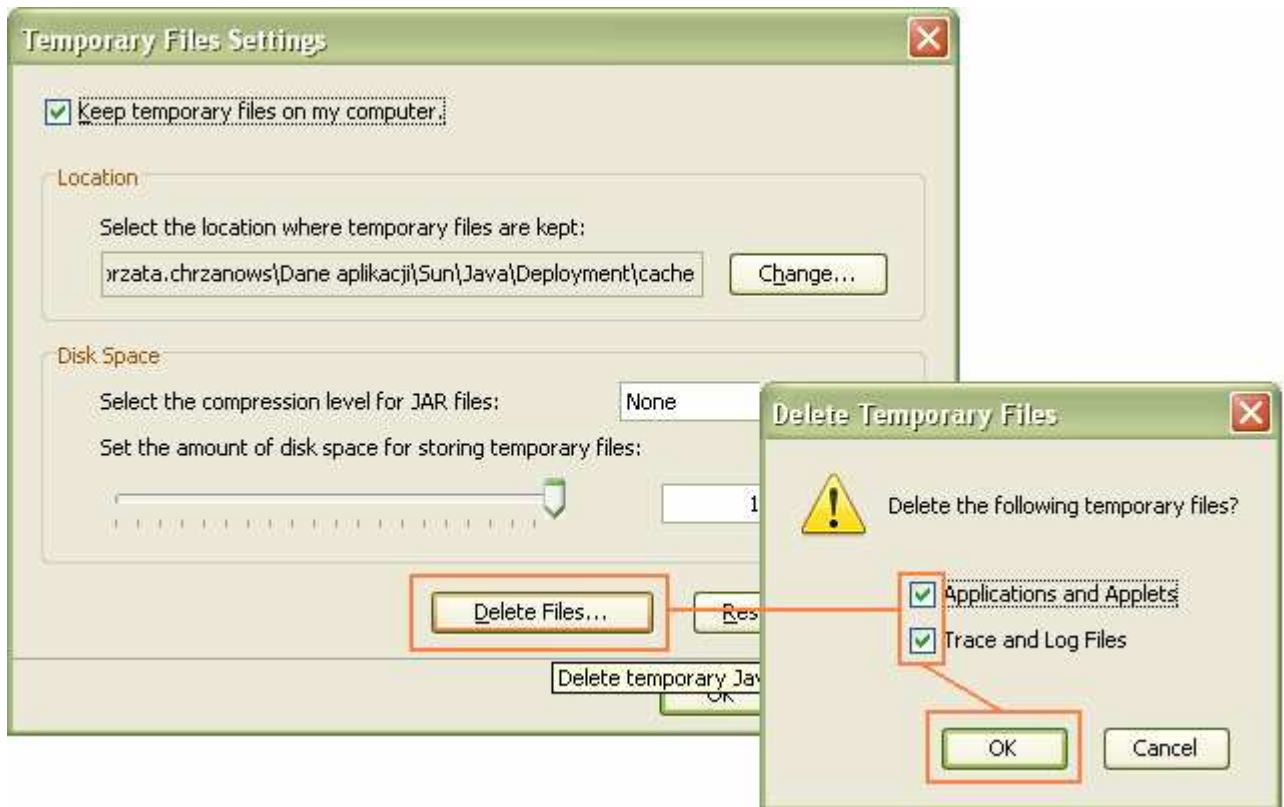 Temporary Files Settings
Keep temporary files on my computer.
Location
Select the location where temporary files are kept:
rzata.chrzanows\Dane aplikacji\Sun\Java\Deployment\cache
Change...
Disk Space
Select the compression level for JAR files:
None
Set the amount of disk space for storing temporary files:
1
Delete Files...
Res
Delete temporary Jav
OK
Delete Temporary Files
Delete the following temporary files?
Applications and Applets
Trace and Log Files
OK
Cancel